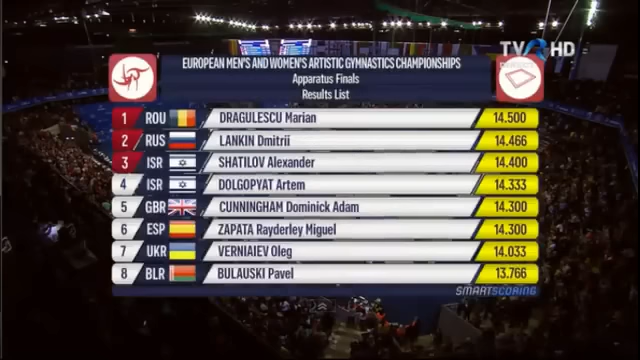 TVR HD
EUROPEAN MEN'S AND WOMEN'S ARTISTIC GYMNASTICS CHAMPIONSHIPS
Apparatus Finals
Results List
1 ROU DRAGULESCU Marian 14.500
2 RUS LANKIN Dmitrii 14.466
3 ISR SHATILOV Alexander 14.400
4 ISR DOLGOPYAT Artem 14.333
5 GBR CUNNINGHAM Dominick Adam 14.300
6 ESP ZAPATA Rayderley Miguel 14.300
7 UKR VERNIAIEV Oleg 14.033
8 BLR BULAUSKI Pavel 13.766
SMARTSCORING